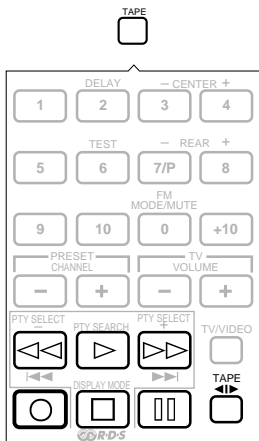 TAPE
DELAY – CENTER +
1 2 3 4
TEST – REAR +
5 6 7/P 8
FM
MODE/MUTE
9 10 0 +10
PRESET TV
CHANNEL VOLUME
– + – +
PTY SELECT – PTY SEARCH PTY SELECT + TV/VIDEO
TAPE
DISPLAY MODE
R·D·S